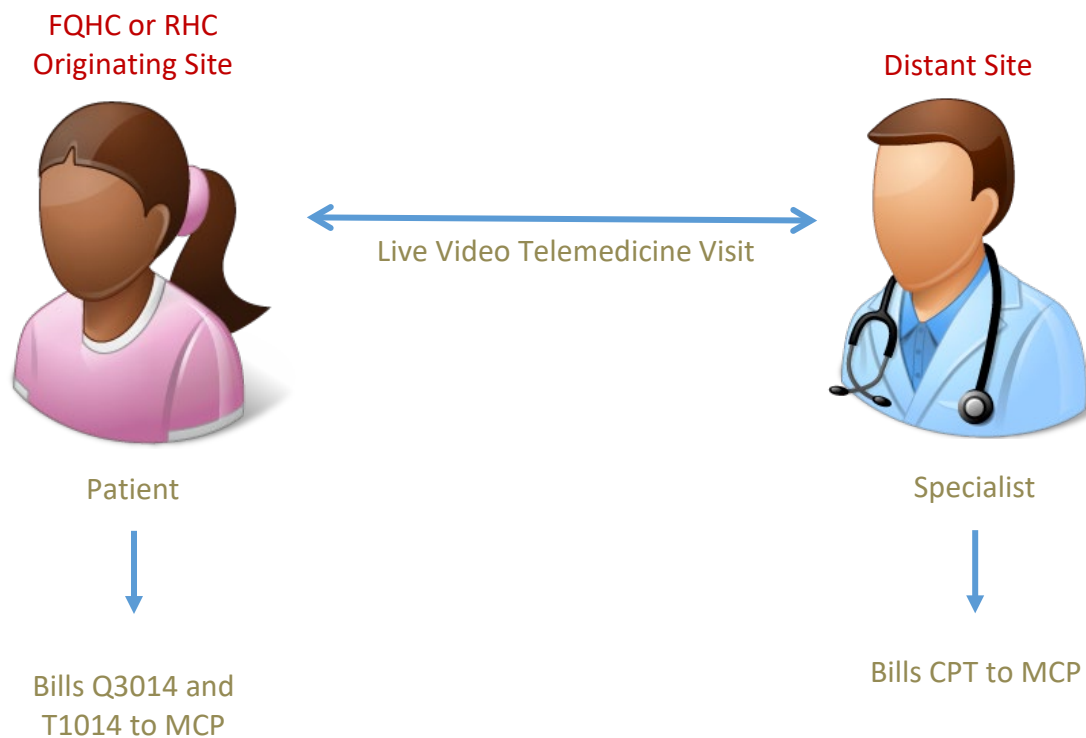 FQHC or RHC
Originating Site
Distant Site
Live Video Telemedicine Visit
Patient
Specialist
Bills Q3014 and
T1014 to MCP
Bills CPT to MCP